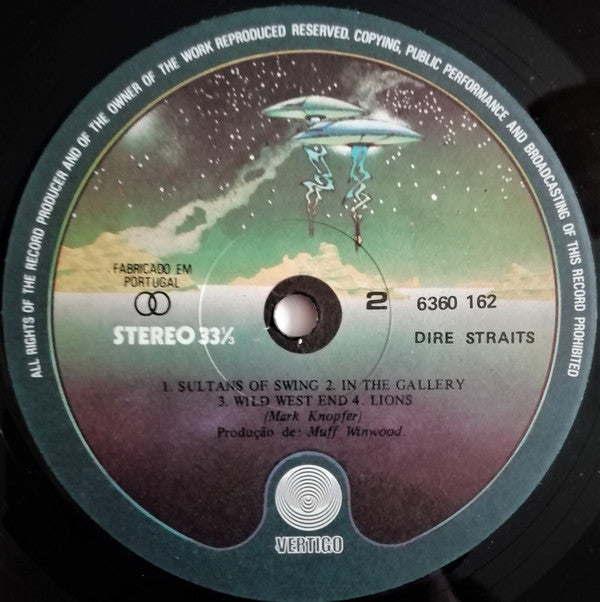 ALL RIGHTS OF THE RECORD PRODUCER AND OF THE OWNER OF THE WORK REPRODUCED RESERVED. COPYING, PUBLIC PERFORMANCE AND BROADCASTING OF THIS RECORD PROHIBITED
FABRICADO EM
PORTUGAL
STEREO 33⅓
2 6360 162
DIRE STRAITS
1. SULTANS OF SWING 2. IN THE GALLERY
3. WILD WEST END 4. LIONS
(Mark Knopfer)
Produção de: Muff Winwood.
VERTIGO